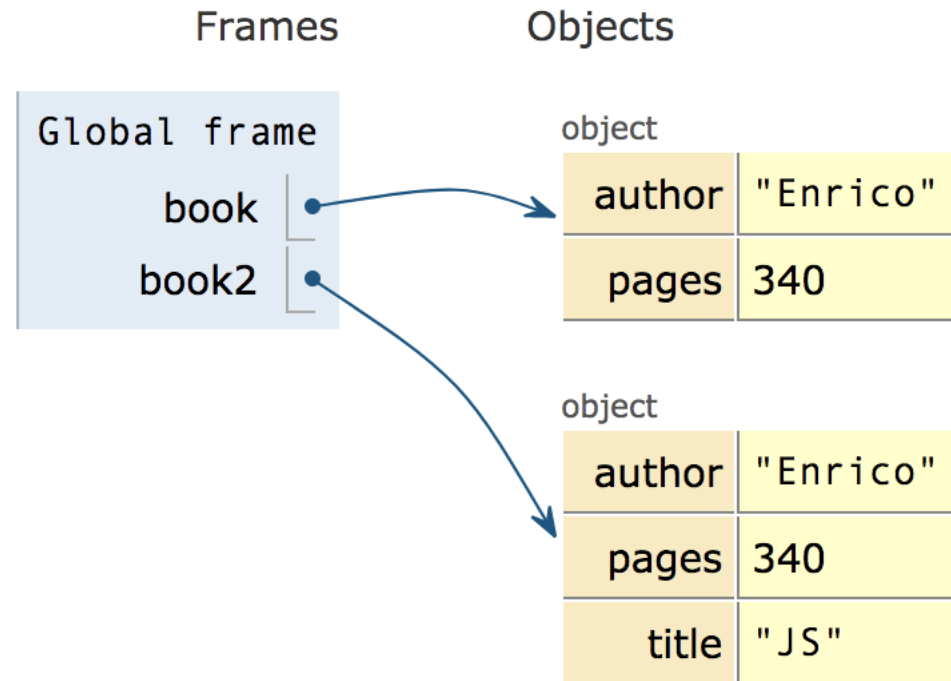 Frames Objects
Global frame
book
book2
object
author "Enrico"
pages 340
object
author "Enrico"
pages 340
title "JS"